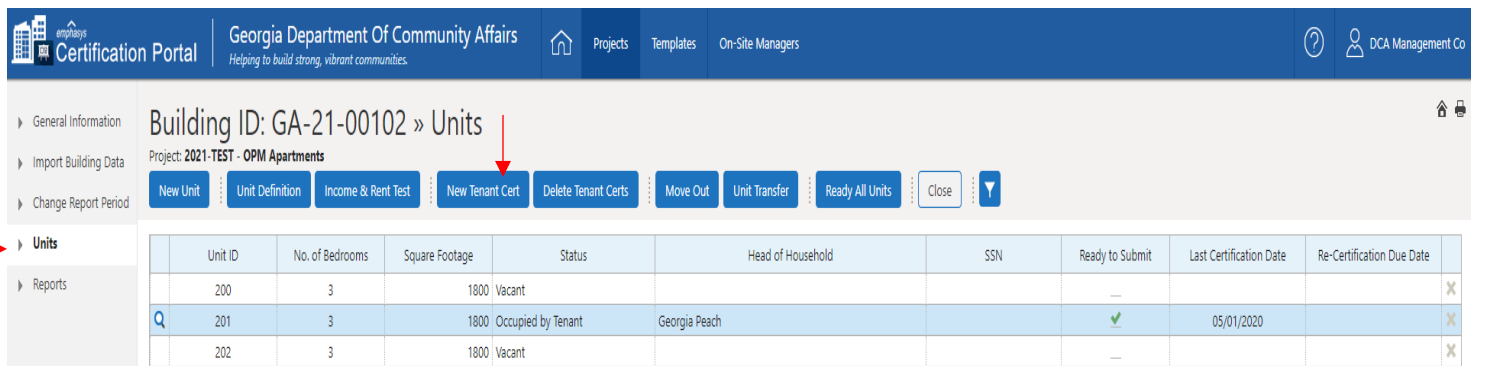 emphasys
Certification Portal
Georgia Department Of Community Affairs
Helping to build strong, vibrant communities.
Projects Templates On-Site Managers
? DCA Management Co
General Information
Import Building Data
Change Report Period
Units
Reports
Building ID: GA-21-00102 » Units
Project: 2021-TEST - OPM Apartments
New Unit Unit Definition Income & Rent Test New Tenant Cert Delete Tenant Certs Move Out Unit Transfer Ready All Units Close
Unit ID No. of Bedrooms Square Footage Status Head of Household SSN Ready to Submit Last Certification Date Re-Certification Due Date
200 3 1800 Vacant
201 3 1800 Occupied by Tenant Georgia Peach 05/01/2020
202 3 1800 Vacant